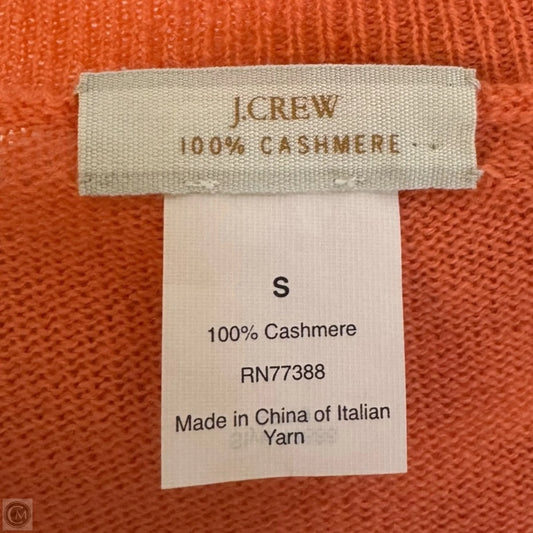 J.CREW
100% CASHMERE
S
100% Cashmere
RN77388
Made in China of Italian
Yarn